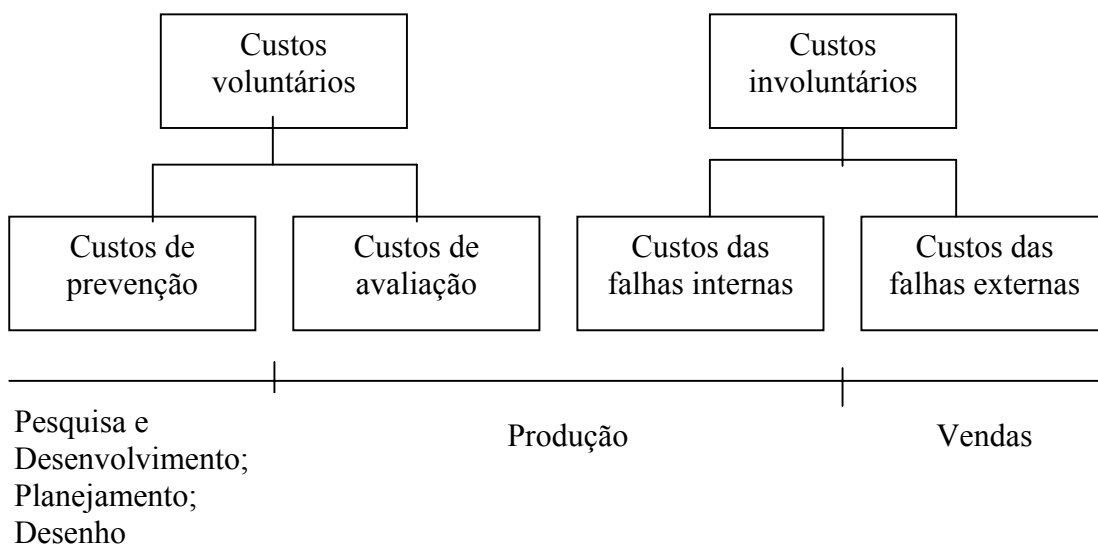 Custos
voluntários
Custos
involuntários
Custos de
prevenção
Custos de
avaliação
Custos das
falhas internas
Custos das
falhas externas
Pesquisa e
Desenvolvimento;
Planejamento;
Desenho
Produção
Vendas